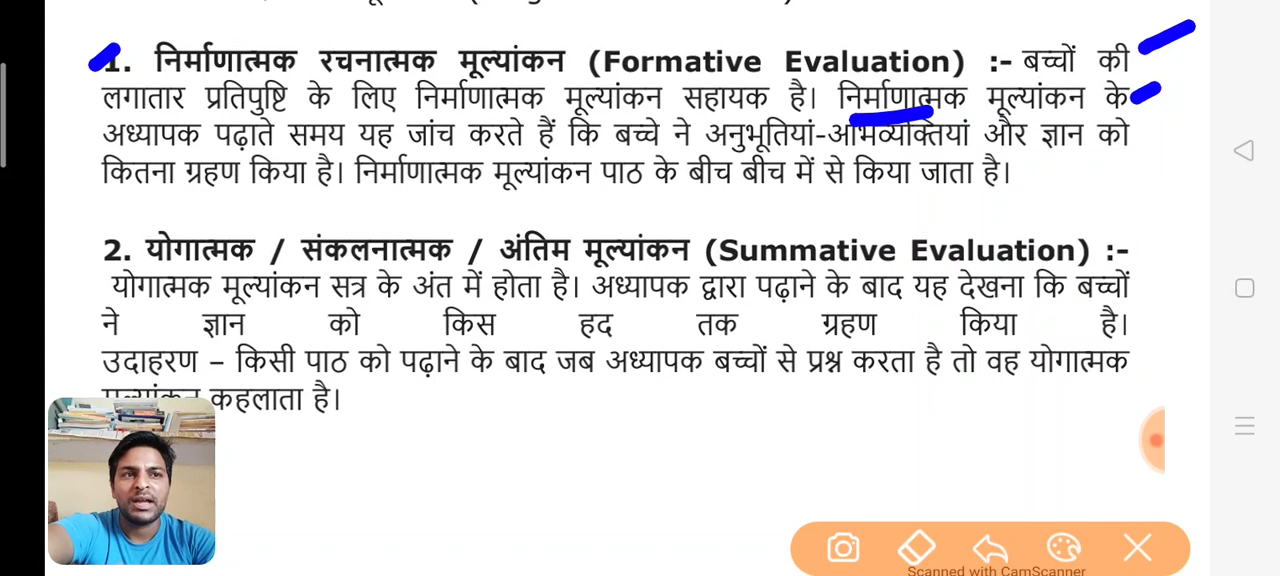 1. निर्माणात्मक रचनात्मक मूल्यांकन (Formative Evaluation) :- बच्चों की
लगातार प्रतिपुष्टि के लिए निर्माणात्मक मूल्यांकन सहायक है। निर्माणात्मक मूल्यांकन के
अध्यापक पढ़ाते समय यह जांच करते हैं कि बच्चे ने अनुभूतियां-अभिव्यक्तियां और ज्ञान को
कितना ग्रहण किया है। निर्माणात्मक मूल्यांकन पाठ के बीच बीच में से किया जाता है।
2. योगात्मक / संकलनात्मक / अंतिम मूल्यांकन (Summative Evaluation) :-
योगात्मक मूल्यांकन सत्र के अंत में होता है। अध्यापक द्वारा पढ़ाने के बाद यह देखना कि बच्चों
ने ज्ञान को किस हद तक ग्रहण किया है।
उदाहरण – किसी पाठ को पढ़ाने के बाद जब अध्यापक बच्चों से प्रश्न करता है तो वह योगात्मक
मूल्यांकन कहलाता है।
Scanned with CamScanner